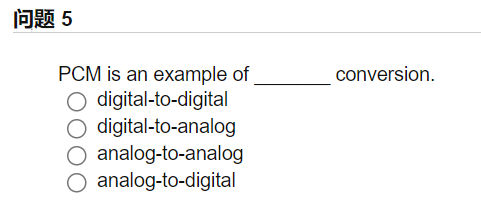 问题 5
PCM is an example of ________ conversion.
digital-to-digital
digital-to-analog
analog-to-analog
analog-to-digital